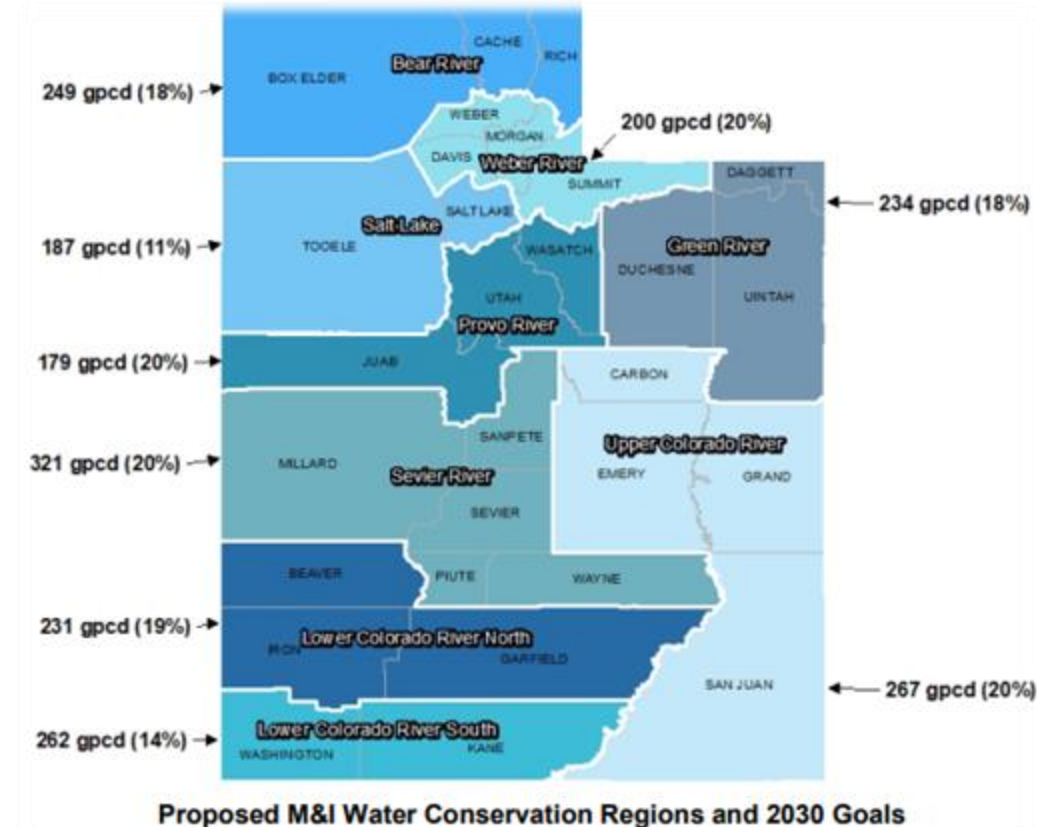 CACHE
RICH
Bear River
BOX ELDER
249 gpcd (18%)
WEBER
200 gpcd (20%)
MORGAN
DAVIS
Weber River
DAGGETT
SUMMIT
234 gpcd (18%)
SALT LAKE
Salt Lake
187 gpcd (11%)
TOOELE
WASATCH
Green River
DUCHESNE
UTAH
UINTAH
Provo River
179 gpcd (20%)
JUAB
CARBON
SANPETE
Upper Colorado River
321 gpcd (20%)
MILLARD
Sevier River
EMERY
GRAND
SEVIER
BEAVER
PIUTE
WAYNE
231 gpcd (19%)
Lower Colorado River North
IRON
GARFIELD
SAN JUAN
267 gpcd (20%)
Lower Colorado River South
262 gpcd (14%)
WASHINGTON
KANE
Proposed M&I Water Conservation Regions and 2030 Goals